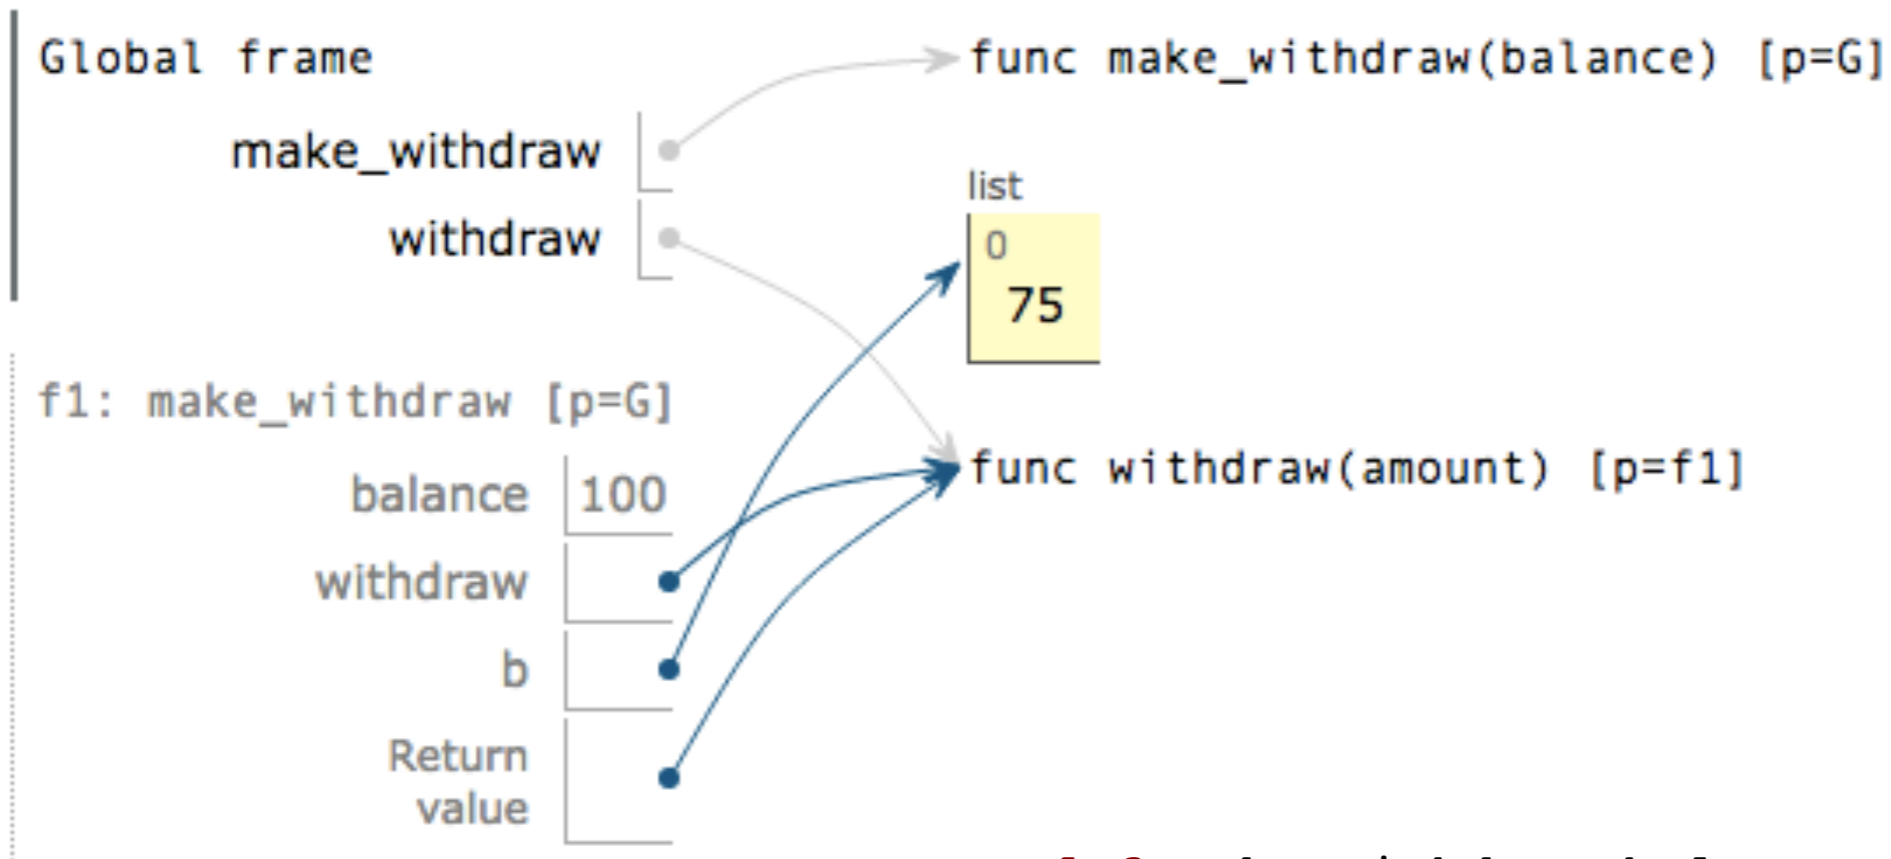 Global frame
func make_withdraw(balance) [p=G]
make_withdraw
list
withdraw
0
75
f1: make_withdraw [p=G]
func withdraw(amount) [p=f1]
balance 100
withdraw
b
Return
value